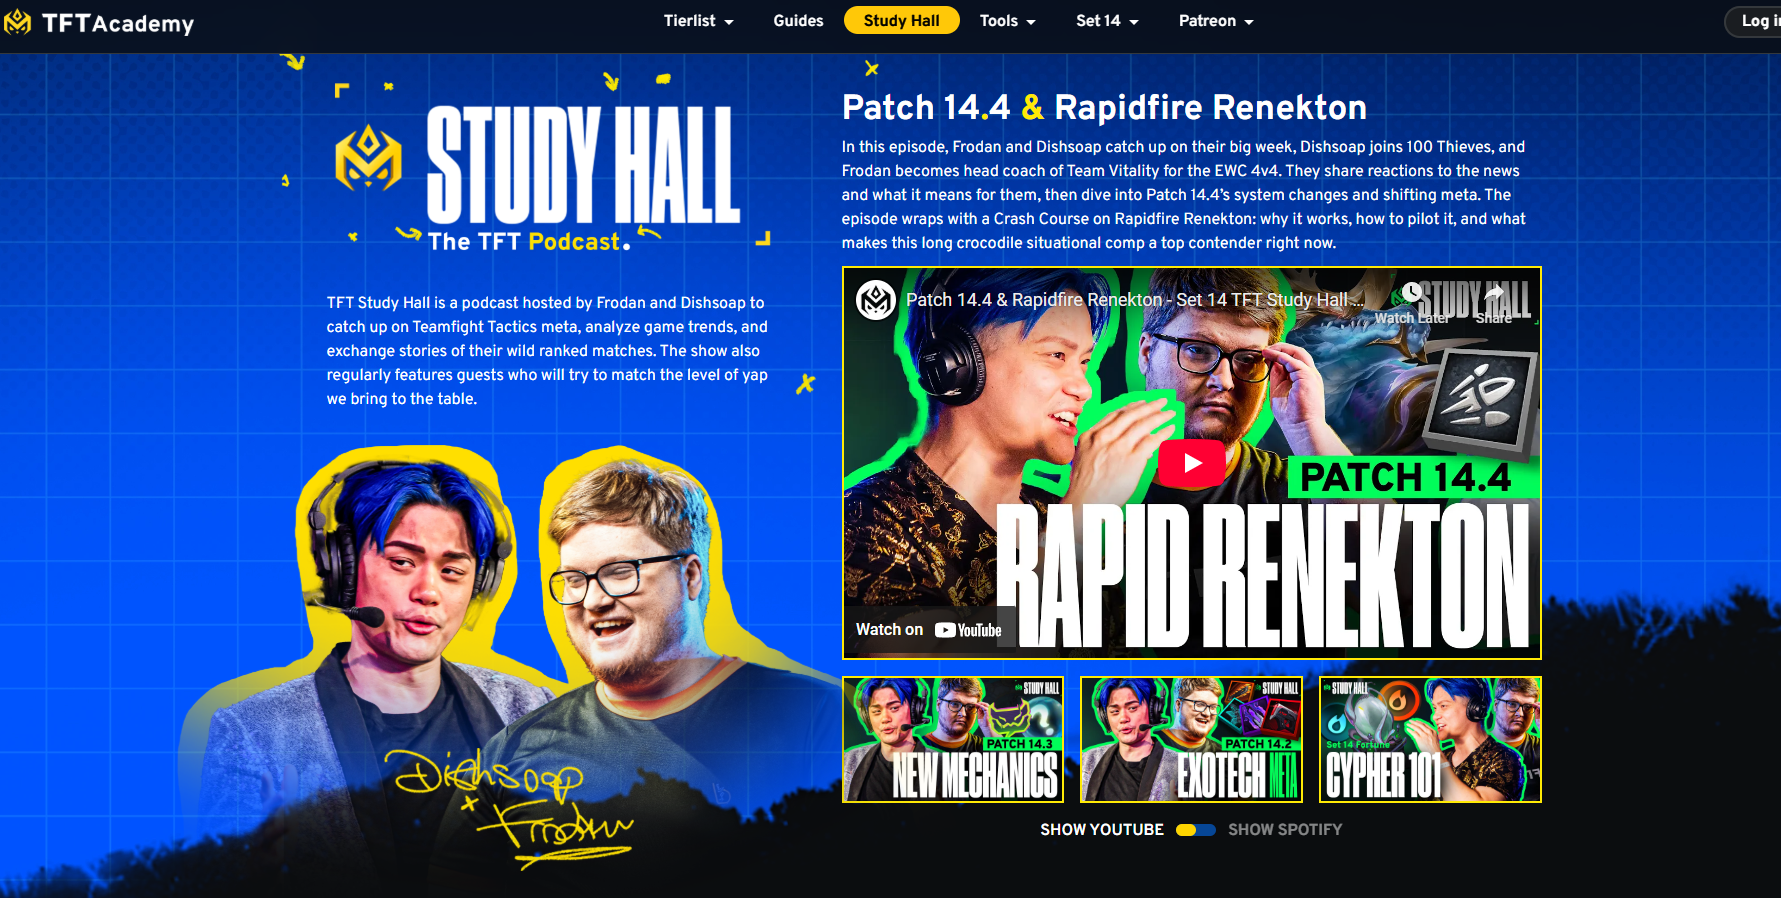 TFTAcademy
Tierlist
Guides
Study Hall
Tools
Set 14
Patreon
STUDY HALL
The TFT Podcast.
TFT Study Hall is a podcast hosted by Frodan and Dishsoap to
catch up on Teamfight Tactics meta, analyze game trends, and
exchange stories of their wild ranked matches. The show also
regularly features guests who will try to match the level of yap
we bring to the table.
Dishsoap
+ Frodan
Patch 14.4 & Rapidfire Renekton
In this episode, Frodan and Dishsoap catch up on their big week, Dishsoap joins 100 Thieves, and
Frodan becomes head coach of Team Vitality for the EWC 4v4. They share reactions to the news
and what it means for them, then dive into Patch 14.4’s system changes and shifting meta. The
episode wraps with a Crash Course on Rapidfire Renekton: why it works, how to pilot it, and what
makes this long crocodile situational comp a top contender right now.
Patch 14.4 & Rapidfire Renekton - Set 14 TFT Study Hall ...
Watch Later
Share
STUDY HALL
PATCH 14.4
RAPID RENEKTON
Watch on YouTube
STUDY HALL
PATCH 14.3
NEW MECHANICS
STUDY HALL
PATCH 14.2
EXOTECH META
STUDY HALL
Set 14 Fortune
CYPHER 101
SHOW YOUTUBE
SHOW SPOTIFY